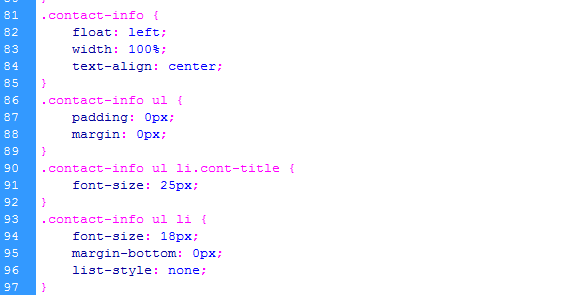 81 .contact-info {
82 float: left;
83 width: 100%;
84 text-align: center;
85 }
86 .contact-info ul {
87 padding: 0px;
88 margin: 0px;
89 }
90 .contact-info ul li.cont-title {
91 font-size: 25px;
92 }
93 .contact-info ul li {
94 font-size: 18px;
95 margin-bottom: 0px;
96 list-style: none;
97 }